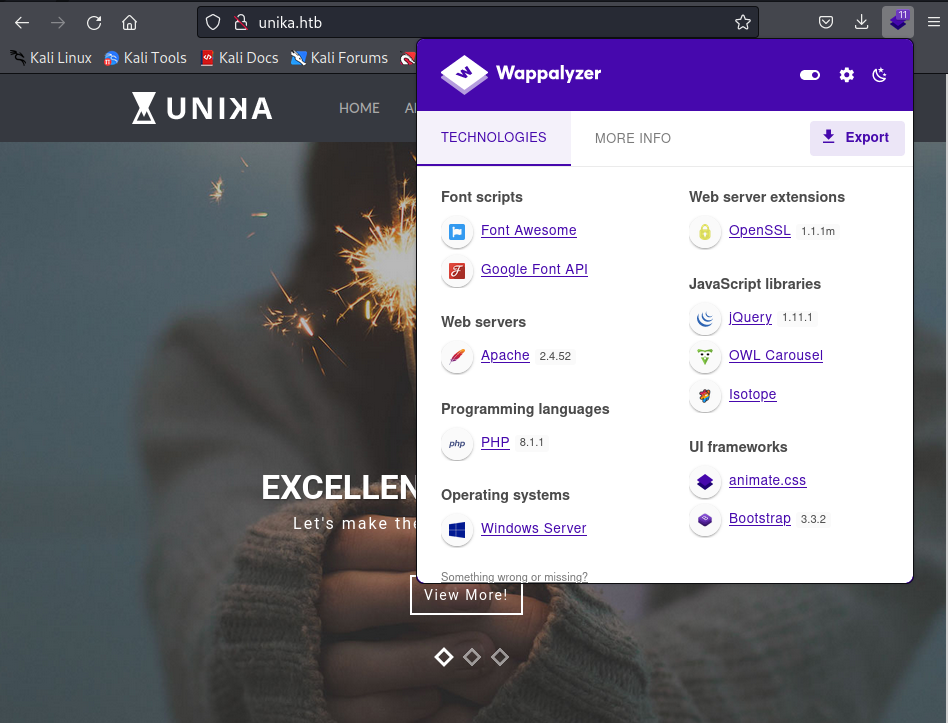 unika.htb
11
Kali Linux
Kali Tools
Kali Docs
Kali Forums
UNIKA
HOME
Wappalyzer
TECHNOLOGIES
MORE INFO
Export
Font scripts
Font Awesome
Google Font API
Web servers
Apache 2.4.52
Programming languages
php PHP 8.1.1
Operating systems
Windows Server
Something wrong or missing?
Web server extensions
OpenSSL 1.1.1m
JavaScript libraries
jQuery 1.11.1
OWL Carousel
Isotope
UI frameworks
animate.css
Bootstrap 3.3.2
EXCELLEN
Let's make the
View More!